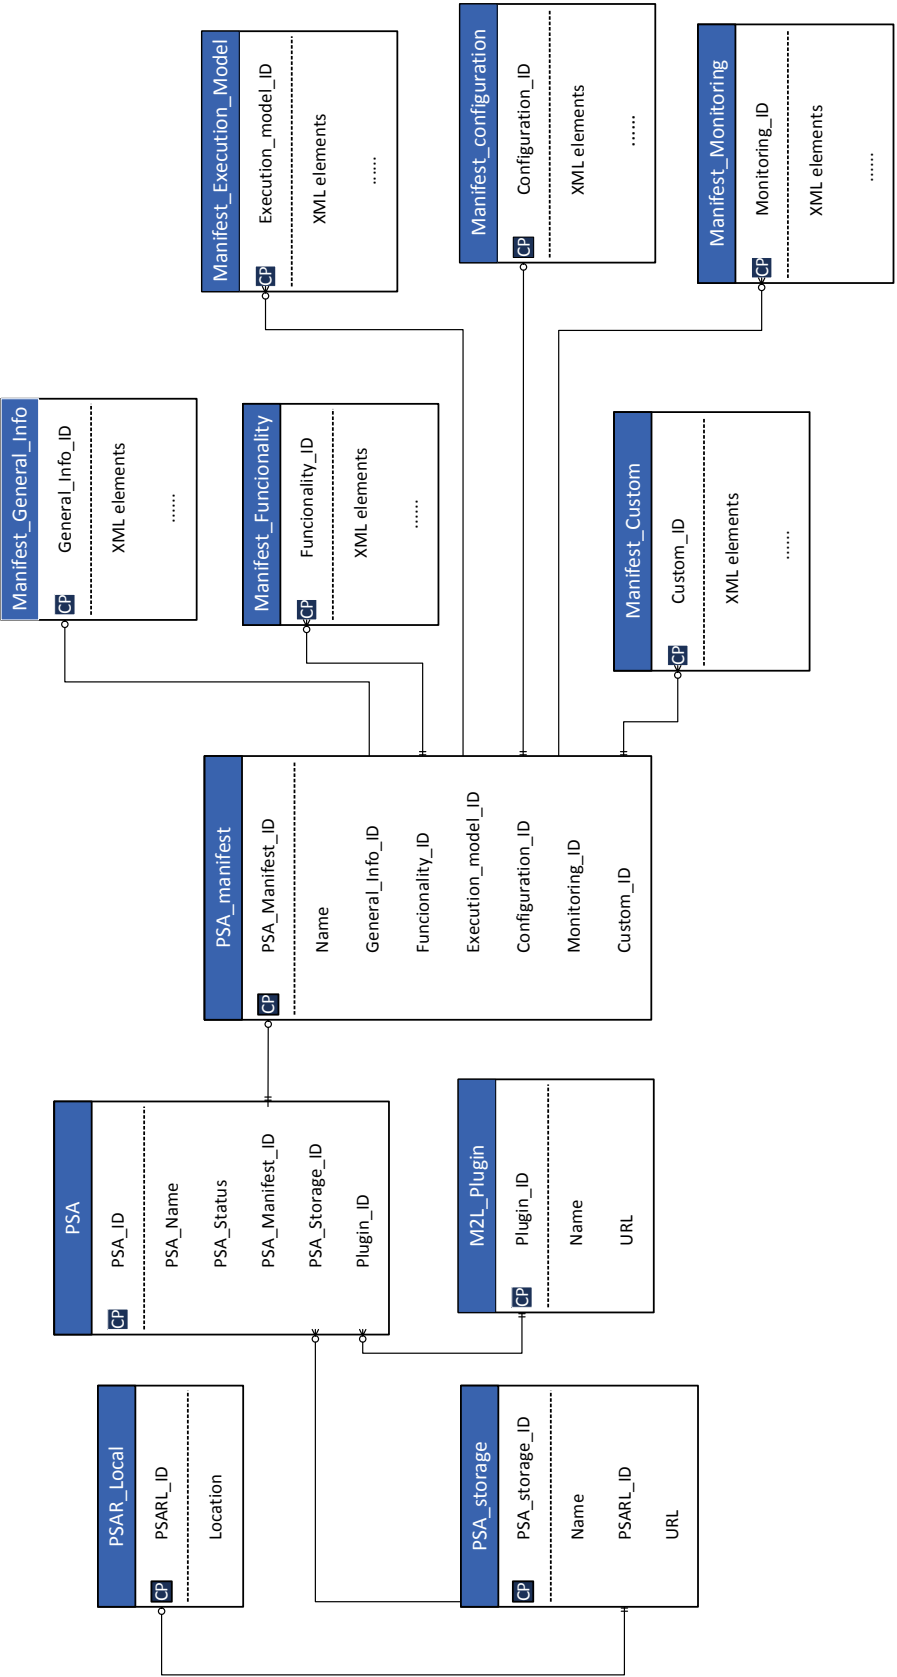 PSAR_Local
CP PSARL_ID
Location
PSA
CP PSA_ID
PSA_Name
PSA_Status
PSA_Manifest_ID
PSA_Storage_ID
Plugin_ID
PSA_storage
CP PSA_storage_ID
Name
PSARL_ID
URL
M2L_Plugin
CP Plugin_ID
Name
URL
PSA_manifest
CP PSA_Manifest_ID
Name
General_Info_ID
Funcionality_ID
Execution_model_ID
Configuration_ID
Monitoring_ID
Custom_ID
Manifest_General_Info
CP General_Info_ID
XML elements
......
Manifest_Funcionality
CP Funcionality_ID
XML elements
......
Manifest_Custom
CP Custom_ID
XML elements
......
Manifest_Execution_Model
CP Execution_model_ID
XML elements
......
Manifest_configuration
CP Configuration_ID
XML elements
......
Manifest_Monitoring
CP Monitoring_ID
XML elements
......